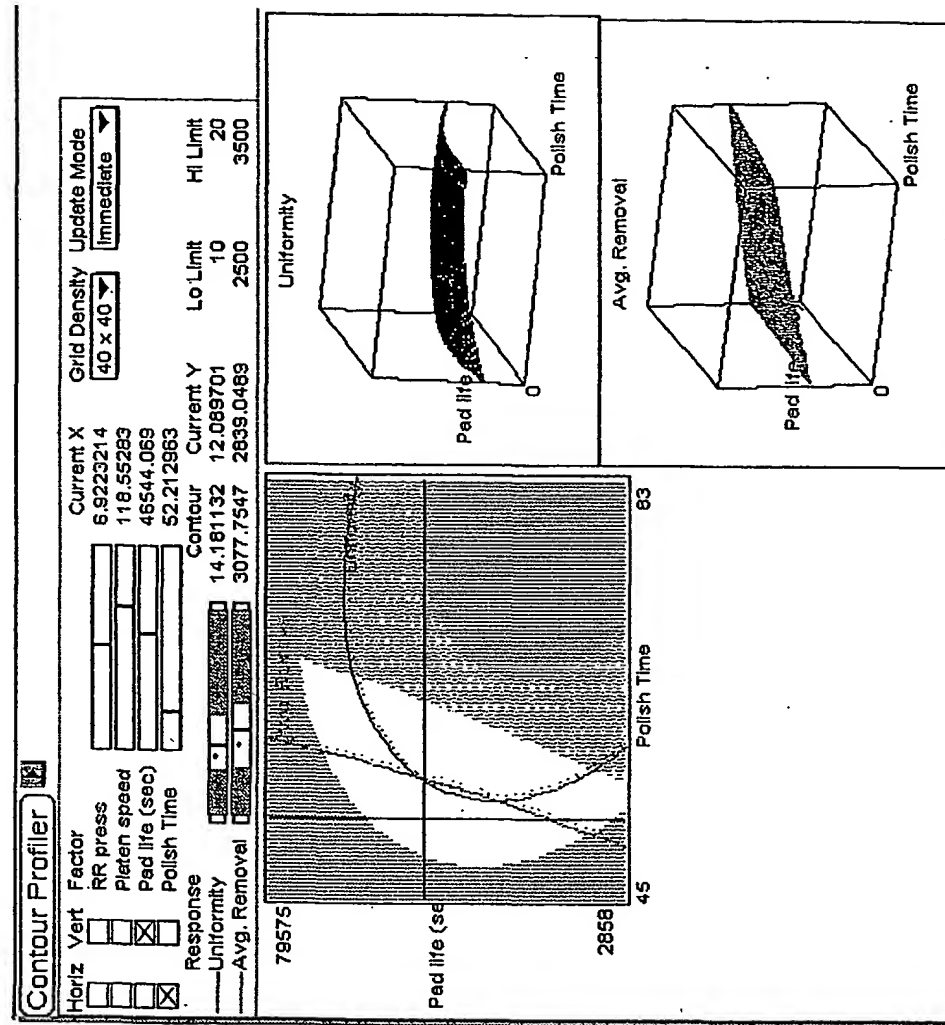 Contour Profiler
Horiz Vert Factor Current X Grid Density Update Mode
RR press 6.9223214 40 x 40 Immediate
Platen speed 118.55283
Pad life (sec) 46544.069
Polish Time 52.212963
Response Contour Current Y Lo Limit Hi Limit
Uniformity 14.181132 12.089701 10 20
Avg. Removal 3077.7547 2839.0489 2500 3500
79575
Pad life (se
2858
45 Polish Time 83
Uniformity
Pad life
0
Polish Time
Avg. Removal
Pad life
0
Polish Time